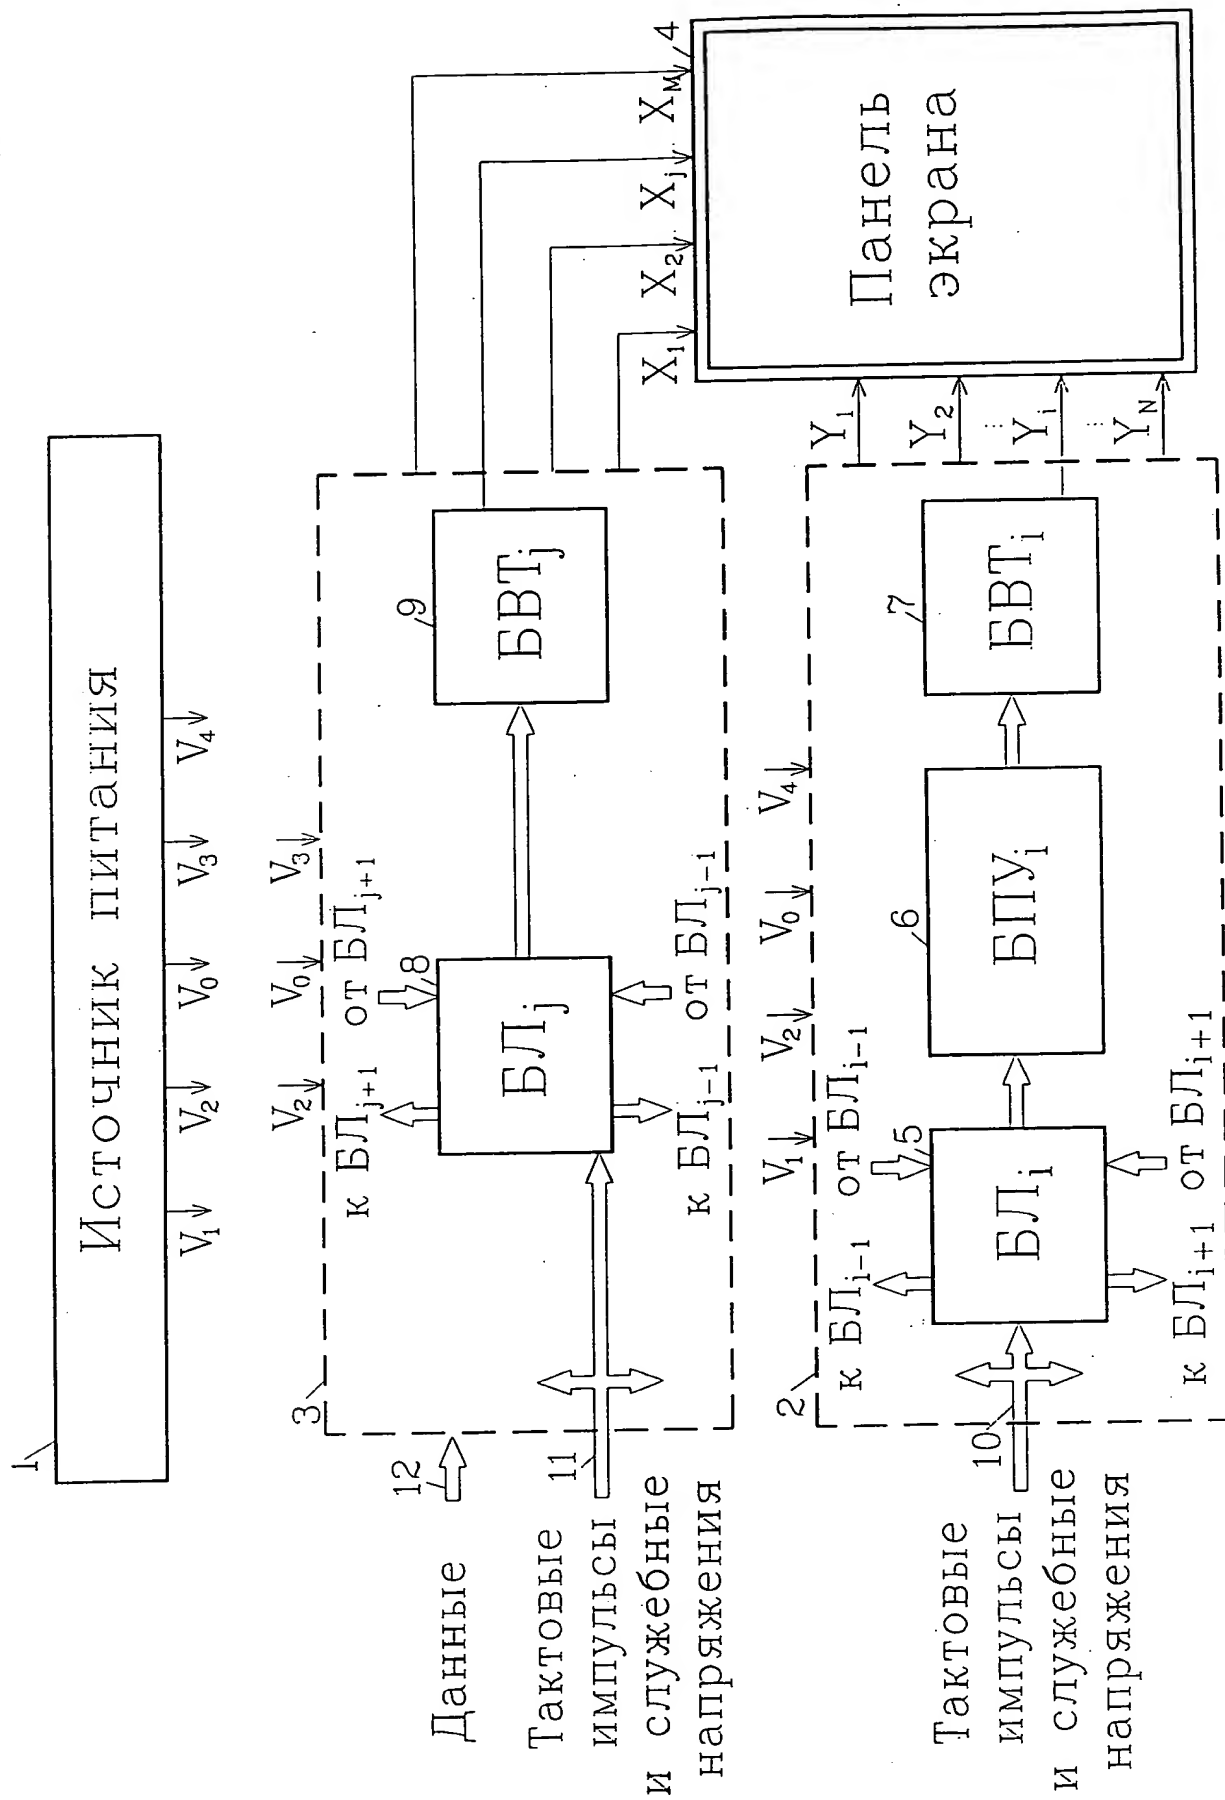 1
Источник питания
V₁
V₂
V₀
V₃
V₄
3
V₂
V₀
V₃
к БЛⱼ₊₁
от БЛⱼ₊₁
8
БЛⱼ
9
БВТⱼ
к БЛⱼ₋₁
от БЛⱼ₋₁
12
Данные
11
Тактовые
импульсы
и служебные
напряжения
X₁
X₂
Xⱼ
X_M
4
Панель
экрана
2
V₁
V₂
V₀
V₄
к БЛᵢ₋₁
от БЛᵢ₋₁
5
БЛᵢ
6
БПУᵢ
7
БВТᵢ
к БЛᵢ₊₁
от БЛᵢ₊₁
10
Тактовые
импульсы
и служебные
напряжения
Y₁
Y₂
⋮
Yᵢ
⋮
Y_N